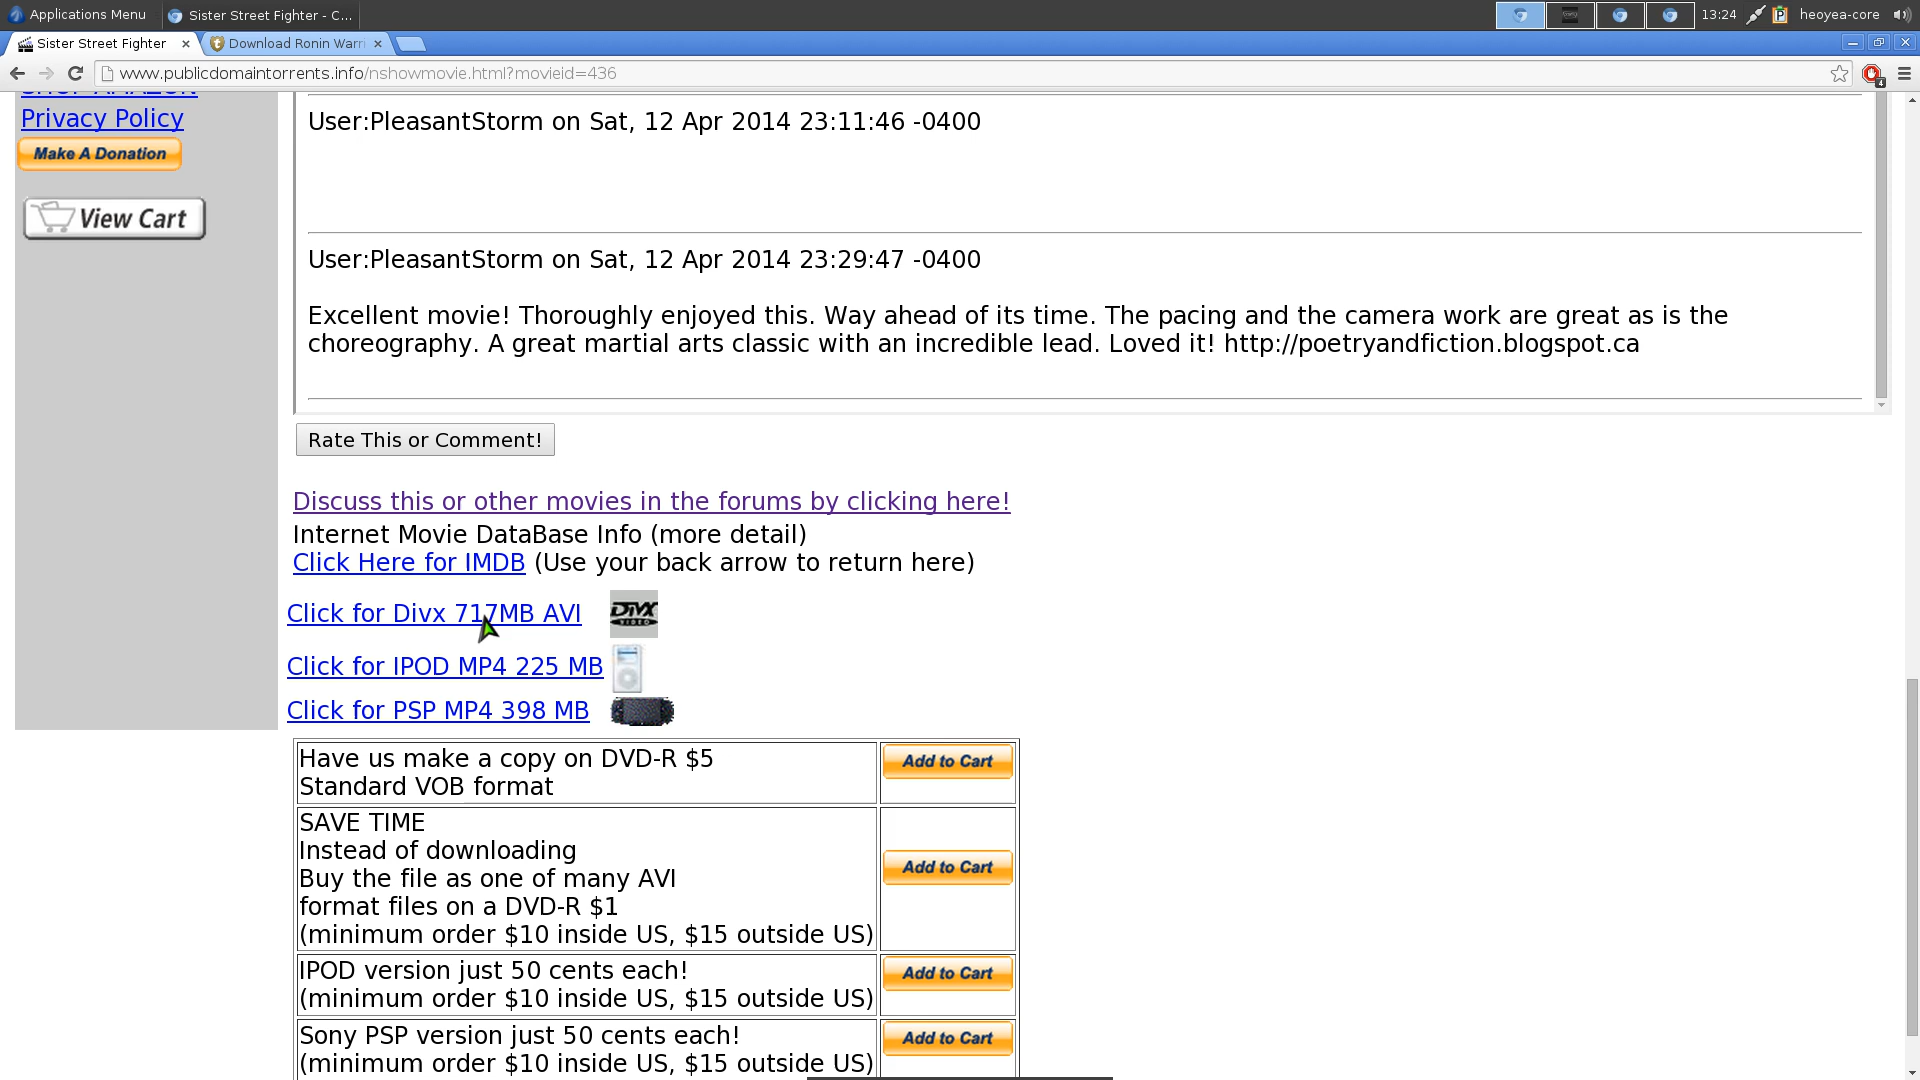 Applications Menu
Sister Street Fighter - C...
13:24
heoyea-core
Sister Street Fighter
Download Ronin Warri
www.publicdomaintorrents.info/nshowmovie.html?movieid=436
4
SHOP AMAZON
Privacy Policy
Make A Donation
View Cart
User:PleasantStorm on Sat, 12 Apr 2014 23:11:46 -0400
User:PleasantStorm on Sat, 12 Apr 2014 23:29:47 -0400
Excellent movie! Thoroughly enjoyed this. Way ahead of its time. The pacing and the camera work are great as is the
choreography. A great martial arts classic with an incredible lead. Loved it! http://poetryandfiction.blogspot.ca
Rate This or Comment!
Discuss this or other movies in the forums by clicking here!
Internet Movie DataBase Info (more detail)
Click Here for IMDB (Use your back arrow to return here)
Click for Divx 717MB AVI
DIVX
VIDEO
Click for IPOD MP4 225 MB
Click for PSP MP4 398 MB
Have us make a copy on DVD-R $5
Standard VOB format
Add to Cart
SAVE TIME
Instead of downloading
Buy the file as one of many AVI
format files on a DVD-R $1
(minimum order $10 inside US, $15 outside US)
Add to Cart
IPOD version just 50 cents each!
(minimum order $10 inside US, $15 outside US)
Add to Cart
Sony PSP version just 50 cents each!
(minimum order $10 inside US, $15 outside US)
Add to Cart